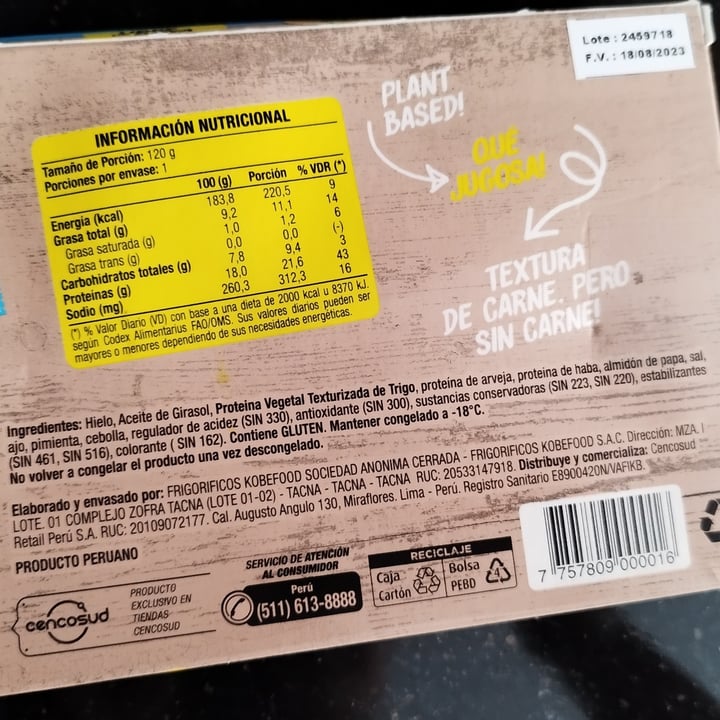 Lote : 2459718
F.V. : 18/08/2023
PLANT
BASED!
QUÉ
JUGOSA!
TEXTURA
DE CARNE. PERO
SIN CARNE!
INFORMACIÓN NUTRICIONAL
Tamaño de Porción: 120 g
Porciones por envase: 1
100 (g) Porción % VDR (*)
Energía (kcal) 183,8 220,5 9
Grasa total (g) 9,2 11,1 14
Grasa saturada (g) 1,0 1,2 6
Grasa trans (g) 0,0 0,0 (-)
Carbohidratos totales (g) 7,8 9,4 3
Proteínas (g) 18,0 21,6 43
Sodio (mg) 260,3 312,3 16
(*) % Valor Diario (VD) con base a una dieta de 2000 kcal u 8370 kJ.
según Codex Alimentarius FAO/OMS. Sus valores diarios pueden ser
mayores o menores dependiendo de sus necesidades energéticas.
Ingredientes: Hielo, Aceite de Girasol, Proteína Vegetal Texturizada de Trigo, proteína de arveja, proteína de haba, almidón de papa, sal,
ajo, pimienta, cebolla, regulador de acidez (SIN 330), antioxidante (SIN 300), sustancias conservadoras (SIN 223, SIN 220), estabilizantes
(SIN 461, SIN 516), colorante ( SIN 162). Contiene GLUTEN. Mantener congelado a -18°C.
No volver a congelar el producto una vez descongelado.
Elaborado y envasado por: FRIGORIFICOS KOBEFOOD SOCIEDAD ANONIMA CERRADA - FRIGORIFICOS KOBEFOOD S.A.C. Dirección: MZA. I
LOTE. 01 COMPLEJO ZOFRA TACNA (LOTE 01-02) - TACNA - TACNA - TACNA RUC: 20533147918. Distribuye y comercializa: Cencosud
Retail Perú S.A. RUC: 20109072177. Cal. Augusto Angulo 130, Miraflores. Lima - Perú. Registro Sanitario E8900420N/VAFIKB.
PRODUCTO PERUANO
cencosud
PRODUCTO
EXCLUSIVO EN
TIENDAS
CENCOSUD
SERVICIO DE ATENCIÓN
AL CONSUMIDOR
Perú
(511) 613-8888
RECICLAJE
Caja
Cartón
Bolsa
PEBD
7 757809 000016